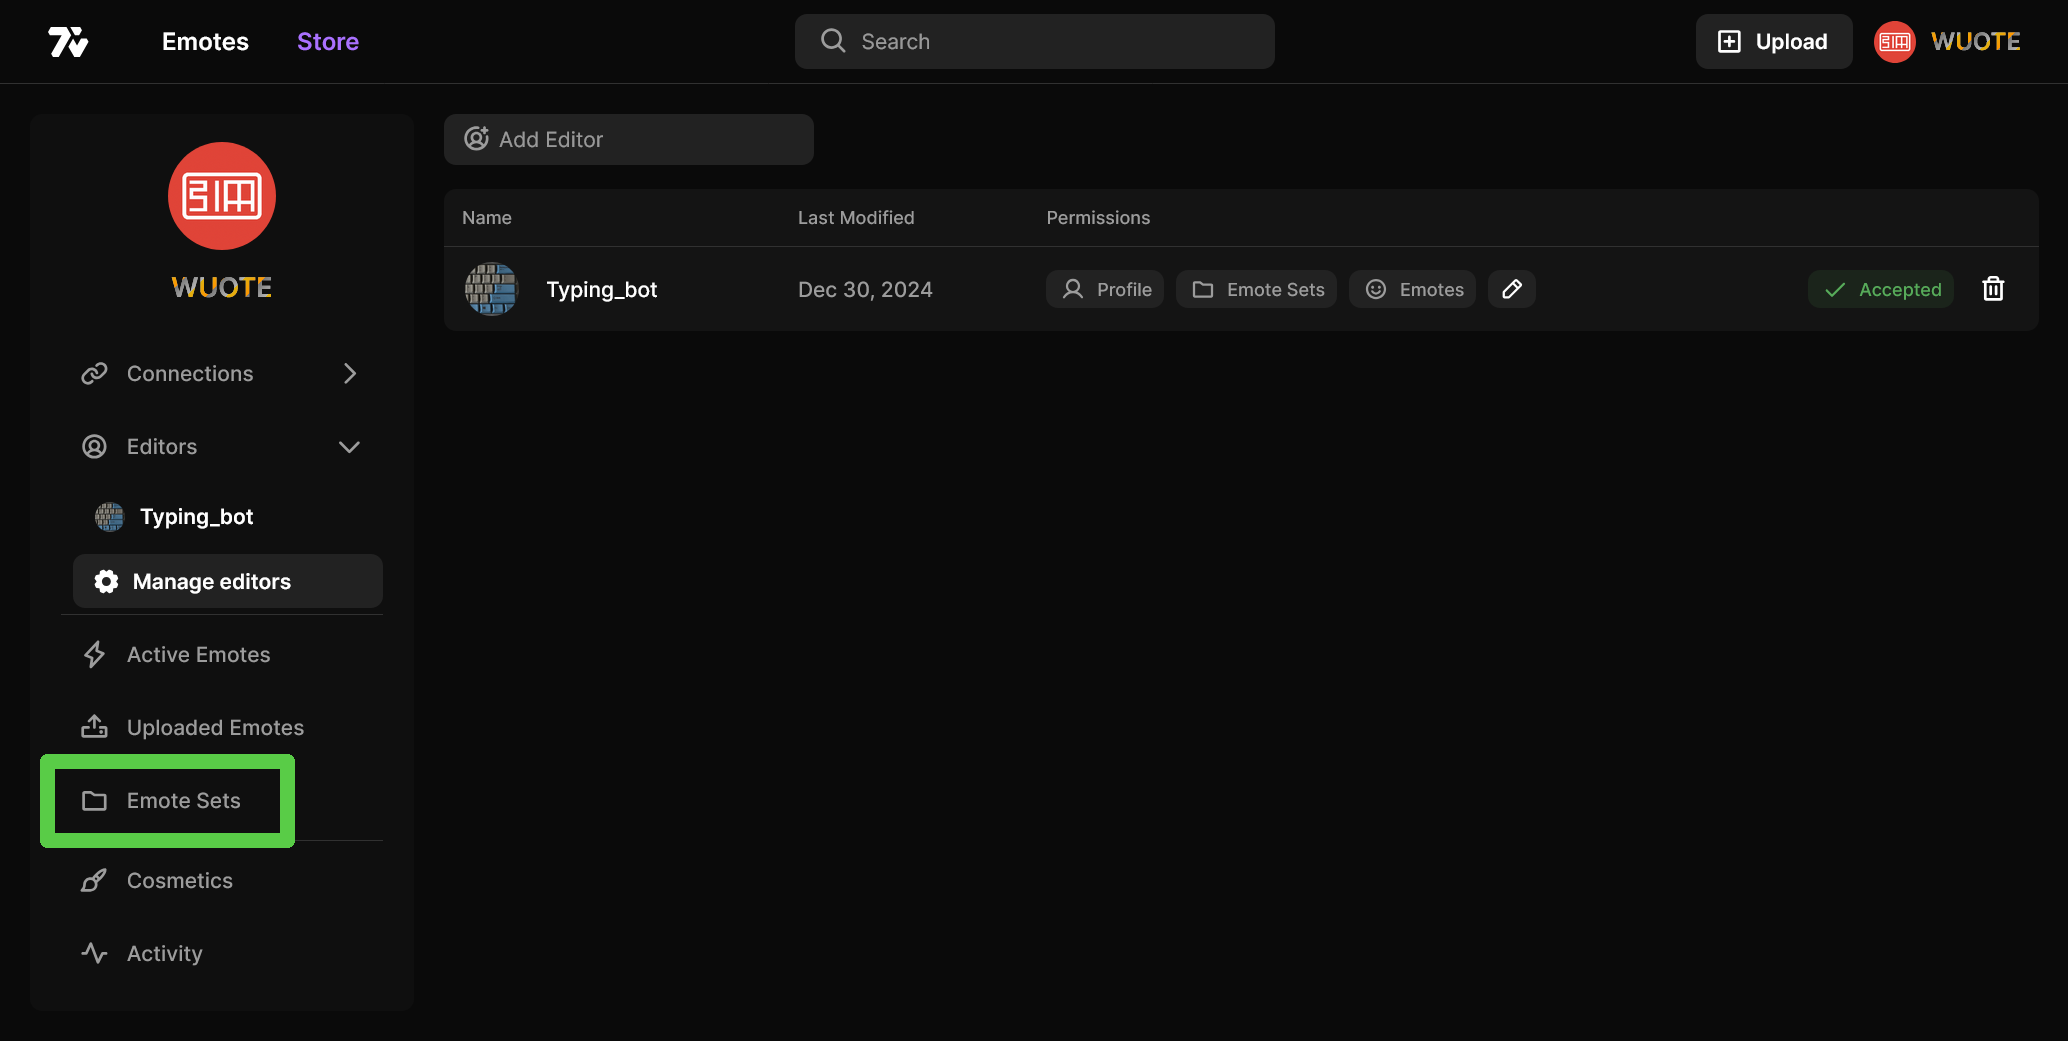 Emotes
Store
Search
Upload
WUOTE
WUOTE
Connections
Editors
Typing_bot
Manage editors
Active Emotes
Uploaded Emotes
Emote Sets
Cosmetics
Activity
Add Editor
Name Last Modified Permissions
Typing_bot Dec 30, 2024 Profile Emote Sets Emotes Accepted